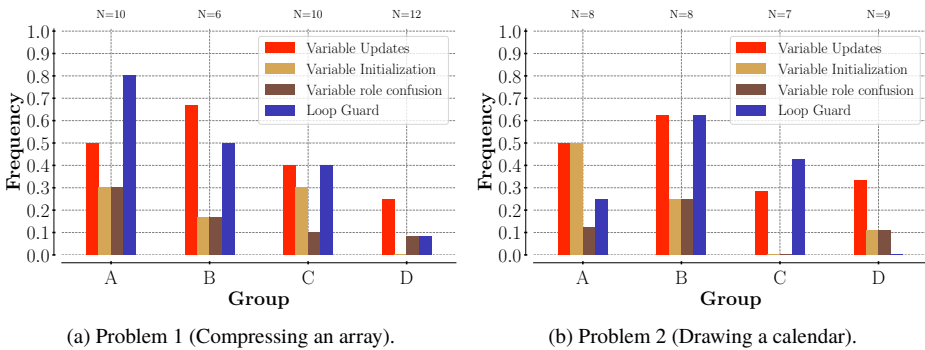 N=10 N=6 N=10 N=12
1.0
0.9
0.8
0.7
0.6
0.5
0.4
0.3
0.2
0.1
0.0
Frequency
Variable Updates
Variable Initialization
Variable role confusion
Loop Guard
A B C D
Group
(a) Problem 1 (Compressing an array).
N=8 N=8 N=7 N=9
1.0
0.9
0.8
0.7
0.6
0.5
0.4
0.3
0.2
0.1
0.0
Frequency
Variable Updates
Variable Initialization
Variable role confusion
Loop Guard
A B C D
Group
(b) Problem 2 (Drawing a calendar).